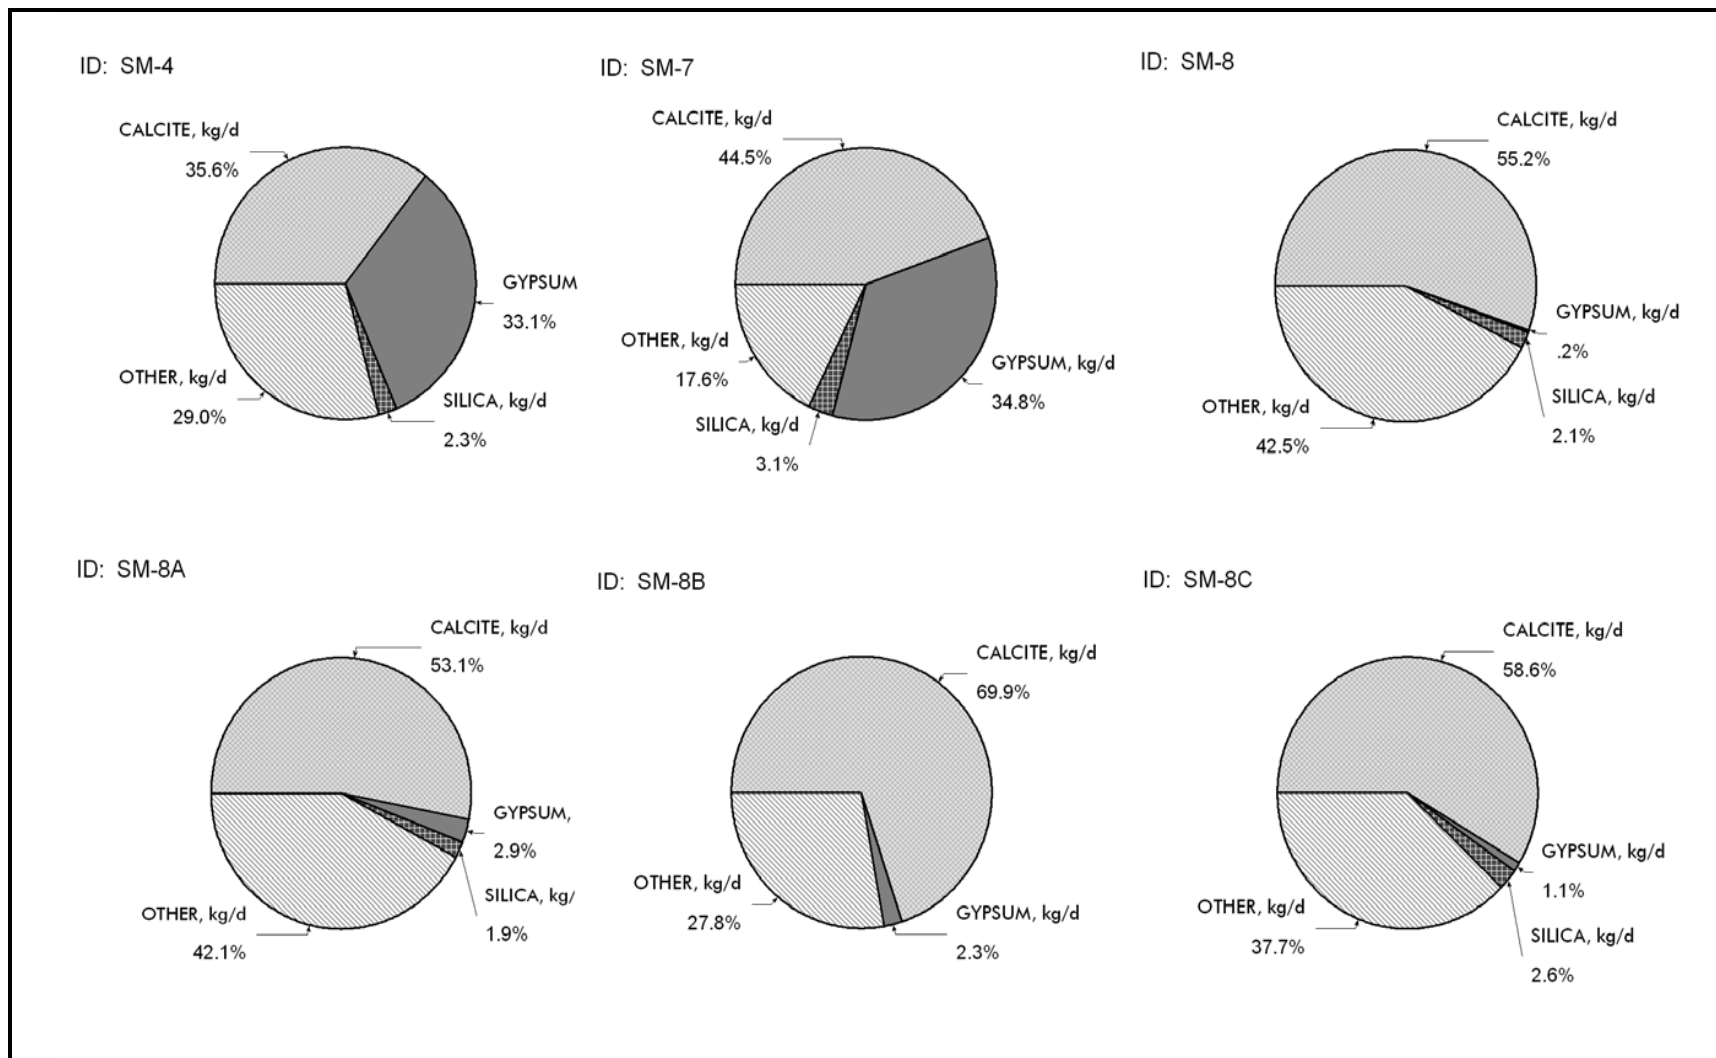 ID: SM-4
CALCITE, kg/d
35.6%
GYPSUM
33.1%
OTHER, kg/d
29.0%
SILICA, kg/d
2.3%
ID: SM-7
CALCITE, kg/d
44.5%
OTHER, kg/d
17.6%
GYPSUM, kg/d
34.8%
SILICA, kg/d
3.1%
ID: SM-8
CALCITE, kg/d
55.2%
GYPSUM, kg/d
.2%
SILICA, kg/d
2.1%
OTHER, kg/d
42.5%
ID: SM-8A
CALCITE, kg/d
53.1%
GYPSUM,
2.9%
SILICA, kg/
1.9%
OTHER, kg/d
42.1%
ID: SM-8B
CALCITE, kg/d
69.9%
OTHER, kg/d
27.8%
GYPSUM, kg/d
2.3%
ID: SM-8C
CALCITE, kg/d
58.6%
GYPSUM, kg/d
1.1%
OTHER, kg/d
37.7%
SILICA, kg/d
2.6%